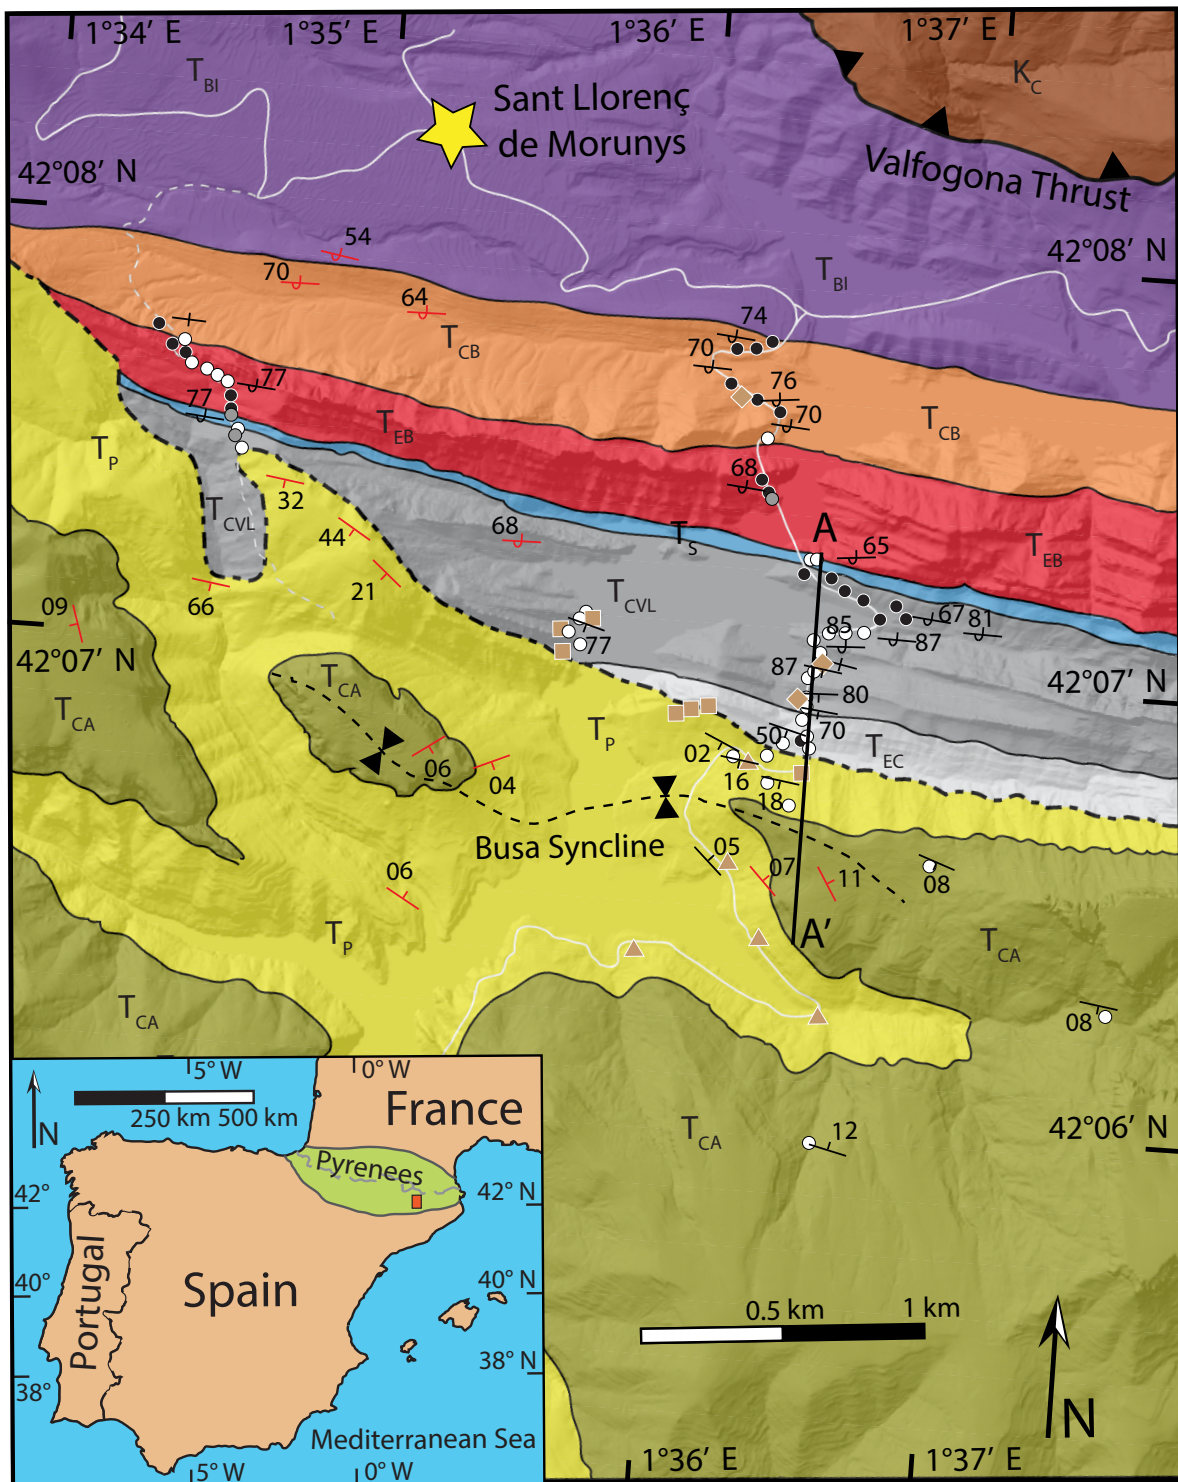 1°34′ E
1°35′ E
1°36′ E
1°37′ E
T_BI
K_C
Sant Llorenç
de Morunys
Valfogona Thrust
42°08′ N
42°08′ N
54
70
T_BI
64
74
T_CB
70
76
77
77
70
T_CB
T_EB
T_P
68
32
T_CVL
44
68
T_S
A
65
T_EB
21
66
09
T_CVL
67
81
85
77
87
42°07′ N
87
42°07′ N
T_CA
T_CA
80
T_P
50
70
T_EC
02
06
04
16
18
Busa Syncline
05
06
07
11
08
T_P
A′
T_CA
T_CA
08
12
T_CA
42°06′ N
5° W
0° W
250 km 500 km
France
N
Pyrenees
42°
42° N
Portugal
Spain
40°
40° N
38°
38° N
Mediterranean Sea
5° W
0° W
0.5 km
1 km
N
1°36′ E
1°37′ E